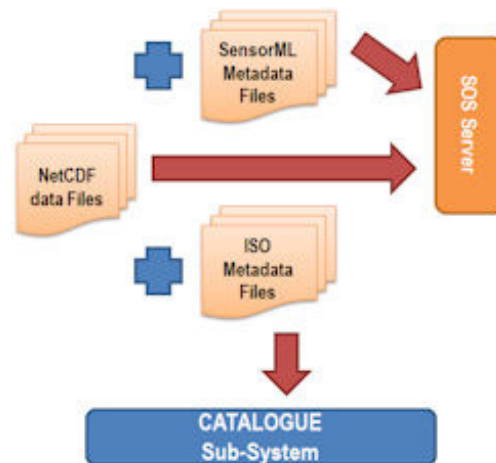 SensorML
Metadata
Files
SOS Server
NetCDF
data Files
ISO
Metadata
Files
CATALOGUE
Sub-System